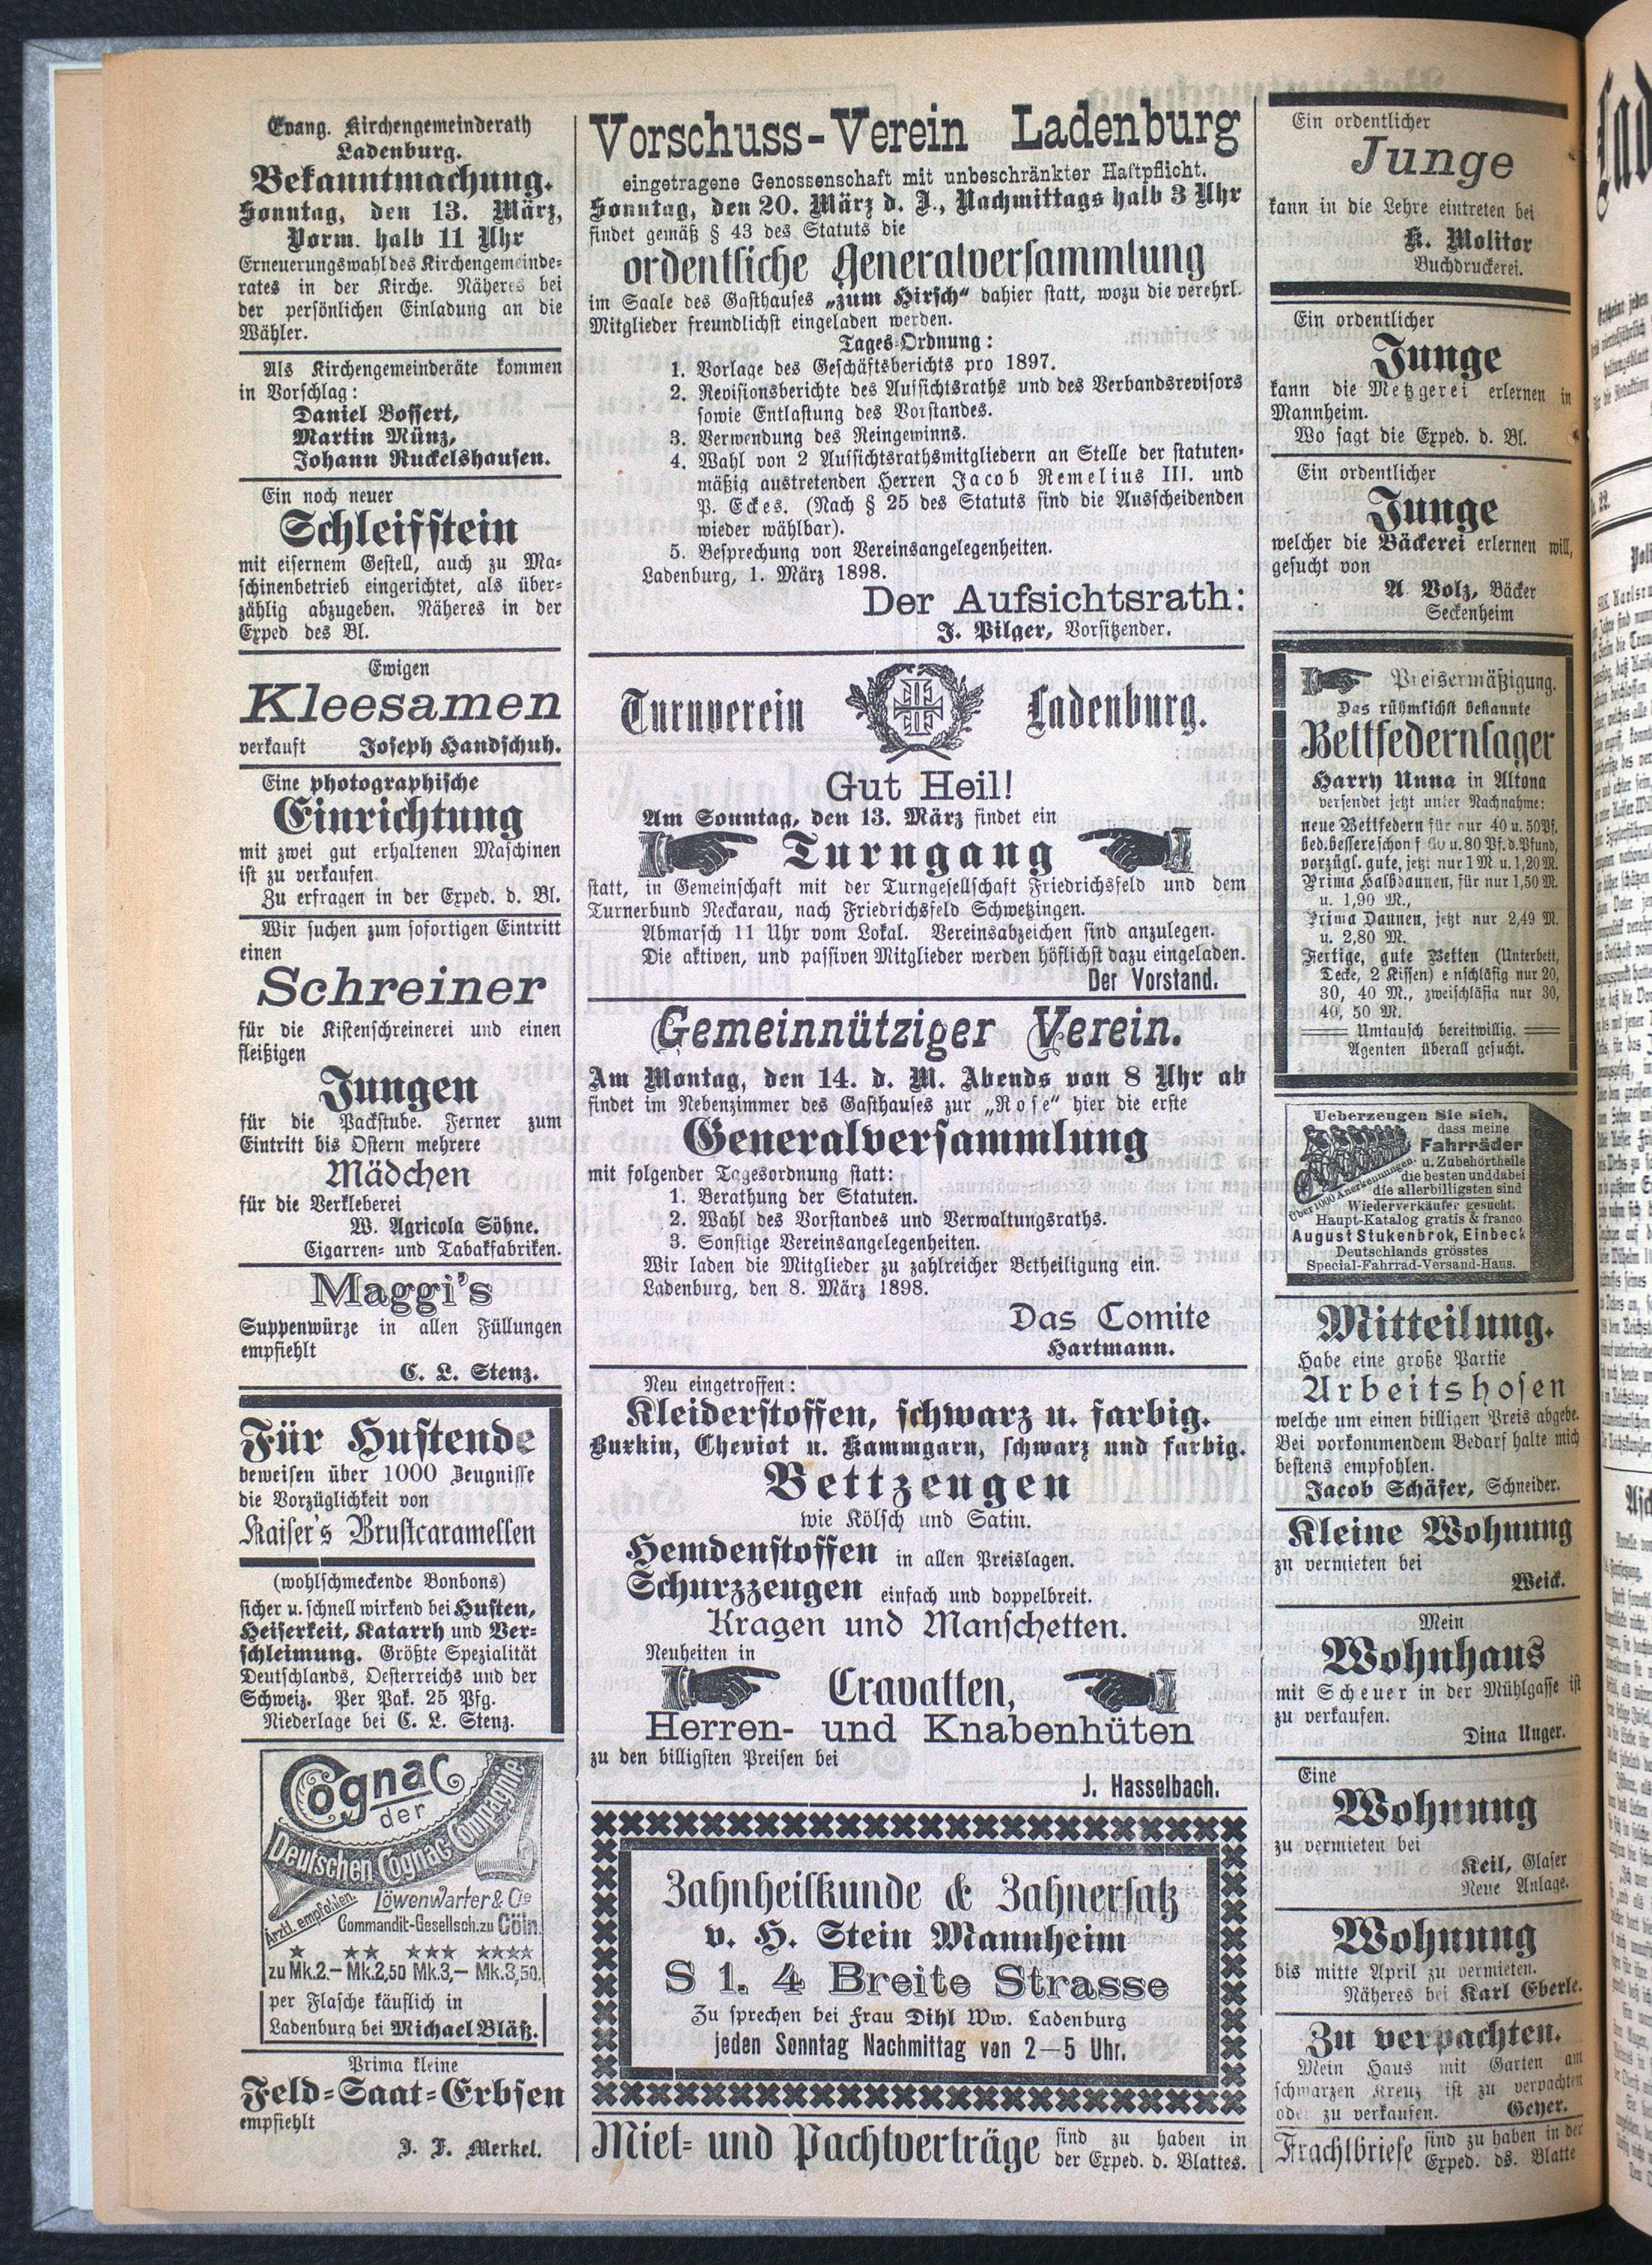 Evang. Kirchengemeinderath
Ladenburg.
Bekanntmachung.
Sonntag, den 13. März,
Vorm. halb 11 Uhr
Erneuerungswahl des Kirchengemeinde-
rates in der Kirche. Näheres bei
der persönlichen Einladung an die
Wähler.
Als Kirchengemeinderäte kommen
in Vorschlag:
Daniel Bossert,
Martin Münz,
Johann Ruckelshausen.
Ein noch neuer
Schleifstein
mit eisernem Gestell, auch zu Ma-
schinenbetrieb eingerichtet, als über-
zählig abzugeben. Näheres in der
Exped. des Bl.
Ewigen
Kleesamen
verkauft Joseph Handschuh.
Eine photographische
Einrichtung
mit zwei gut erhaltenen Maschinen
ist zu verkaufen.
Zu erfragen in der Exped. d. Bl.
Wir suchen zum sofortigen Eintritt
einen
Schreiner
für die Kistenschreinerei und einen
fleißigen
Jungen
für die Packstube. Ferner zum
Eintritt bis Ostern mehrere
Mädchen
für die Verkleberei
W. Agricola Söhne.
Cigarren- und Tabakfabriken.
Maggi's
Suppenwürze in allen Füllungen
empfiehlt
C. L. Stenz.
Für Hustende
beweisen über 1000 Zeugnisse
die Vorzüglichkeit von
Kaiser's Brustcaramellen
(wohlschmeckende Bonbons)
sicher u. schnell wirkend bei Husten,
Heiserkeit, Katarrh und Ver-
schleimung. Größte Spezialität
Deutschlands, Oesterreichs und der
Schweiz. Per Pak. 25 Pfg.
Niederlage bei C. L. Stenz.
Cognac
der
Deutschen Cognac Compagnie
Ärztl. empfohlen.
Löwenwarter & Cie
Commandit-Gesellsch. zu Cöln.
★ ★★ ★★★ ★★★★
zu Mk. 2.— Mk. 2,50 Mk. 3,— Mk. 3,50.
per Flasche käuflich in
Ladenburg bei Michael Bläß.
Prima kleine
Feld-Saat-Erbsen
empfiehlt
J. F. Merkel.
Vorschuss-Verein Ladenburg
eingetragene Genossenschaft mit unbeschränkter Haftpflicht.
Sonntag, den 20. März d. J., Nachmittags halb 3 Uhr
findet gemäß § 43 des Statuts die
ordentliche Generalversammlung
im Saale des Gasthauses „zum Hirsch“ dahier statt, wozu die verehrl.
Mitglieder freundlichst eingeladen werden.
Tages-Ordnung:
1. Vorlage des Geschäftsberichts pro 1897.
2. Revisionsberichte des Aufsichtsraths und des Verbandsrevisors
sowie Entlastung des Vorstandes.
3. Verwendung des Reingewinns.
4. Wahl von 2 Aufsichtsrathsmitgliedern an Stelle der statuten-
mäßig austretenden Herren Jacob Remelius III. und
P. Eckes. (Nach § 25 des Statuts sind die Ausscheidenden
wieder wählbar).
5. Besprechung von Vereinsangelegenheiten.
Ladenburg, 1. März 1898.
Der Aufsichtsrath:
J. Pilger, Vorsitzender.
Turnverein Ladenburg.
Gut Heil!
Am Sonntag, den 13. März findet ein
Turngang
statt, in Gemeinschaft mit der Turngesellschaft Friedrichsfeld und dem
Turnerbund Neckarau, nach Friedrichsfeld Schwetzingen.
Abmarsch 11 Uhr vom Lokal. Vereinsabzeichen sind anzulegen.
Die aktiven, und passiven Mitglieder werden höflichst dazu eingeladen.
Der Vorstand.
Gemeinnütziger Verein.
Am Montag, den 14. d. M. Abends von 8 Uhr ab
findet im Nebenzimmer des Gasthauses zur „Rose“ hier die erste
Generalversammlung
mit folgender Tagesordnung statt:
1. Berathung der Statuten.
2. Wahl des Vorstandes und Verwaltungsraths.
3. Sonstige Vereinsangelegenheiten.
Wir laden die Mitglieder zu zahlreicher Betheiligung ein.
Ladenburg, den 8. März 1898.
Das Comite
Hartmann.
Neu eingetroffen:
Kleiderstoffen, schwarz u. farbig.
Buxkin, Cheviot u. Kammgarn, schwarz und farbig.
Bettzeugen
wie Kölsch und Satin.
Hemdenstoffen in allen Preislagen.
Schurzzeugen einfach und doppelbreit.
Kragen und Manschetten.
Neuheiten in
Cravatten,
Herren- und Knabenhüten
zu den billigsten Preisen bei
J. Hasselbach.
Zahnheilkunde & Zahnersatz
v. H. Stein Mannheim
S 1. 4 Breite Strasse
Zu sprechen bei Frau Dihl Ww. Ladenburg
jeden Sonntag Nachmittag von 2—5 Uhr.
Miet- und Pachtverträge sind zu haben in
der Exped. d. Blattes.
Ein ordentlicher
Junge
kann in die Lehre eintreten bei
K. Molitor
Buchdruckerei.
Ein ordentlicher
Junge
kann die Metzgerei erlernen in
Mannheim.
Wo sagt die Exped. d. Bl.
Ein ordentlicher
Junge
welcher die Bäckerei erlernen will,
gesucht von
A. Volz, Bäcker
Seckenheim
Preisermäßigung.
Das rühmlichst bekannte
Bettfedernlager
Harry Unna in Altona
versendet jetzt unter Nachnahme:
neue Bettfedern für nur 40 u. 50 Pf.
bed. bessere schon f 60 u. 80 Pf. d. Pfund,
vorzügl. gute, jetzt nur 1 M u. 1,20 M.
Prima Halbdaunen, für nur 1,50 M.
u. 1,90 M.,
Prima Daunen, jetzt nur 2,49 M.
u. 2,80 M.
Fertige, gute Betten (Unterbett,
Decke, 2 Kissen) einschläfig nur 20,
30, 40 M., zweischläfig nur 30,
40, 50 M.
Umtausch bereitwillig.
Agenten überall gesucht.
Ueberzeugen Sie sich,
dass meine
Fahrräder
u. Zubehörtheile
die besten und dabei
die allerbilligsten sind
Über 1000 Anerkennungen.
Wiederverkäufer gesucht.
Haupt-Katalog gratis & franco
August Stukenbrok, Einbeck
Deutschlands grösstes
Special-Fahrrad-Versand-Haus.
Mitteilung.
Habe eine große Partie
Arbeitshosen
welche um einen billigen Preis abgebe.
Bei vorkommendem Bedarf halte mich
bestens empfohlen.
Jacob Schäfer, Schneider.
Kleine Wohnung
zu vermieten bei
Weick.
Mein
Wohnhaus
mit Scheuer in der Mühlgasse ist
zu verkaufen.
Dina Unger.
Eine
Wohnung
zu vermieten bei
Keil, Glaser
Neue Anlage.
Wohnung
bis mitte April zu vermieten.
Näheres bei Karl Eberle.
Zu verpachten.
Mein Haus mit Garten am
schwarzen Kreuz ist zu verpachten
oder zu verkaufen. Geyer.
Frachtbriefe sind zu haben in der
Exped. ds. Blatte